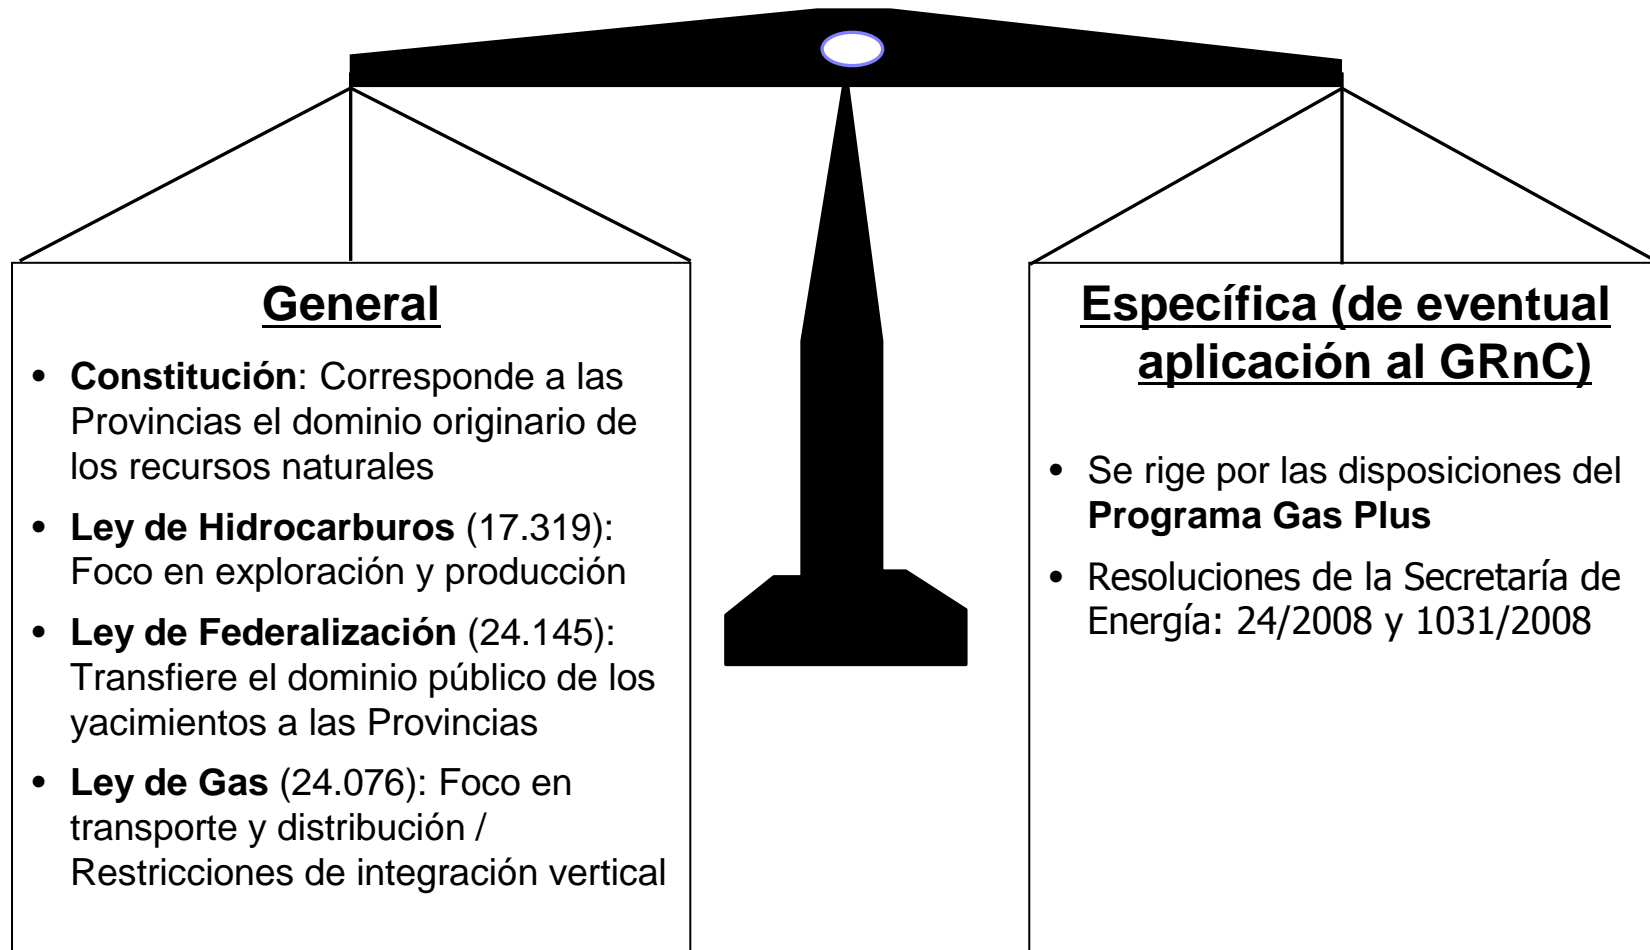 General
• Constitución: Corresponde a las
Provincias el dominio originario de
los recursos naturales
• Ley de Hidrocarburos (17.319):
Foco en exploración y producción
• Ley de Federalización (24.145):
Transfiere el dominio público de los
yacimientos a las Provincias
• Ley de Gas (24.076): Foco en
transporte y distribución /
Restricciones de integración vertical
Específica (de eventual
aplicación al GRnC)
• Se rige por las disposiciones del
Programa Gas Plus
• Resoluciones de la Secretaría de
Energía: 24/2008 y 1031/2008